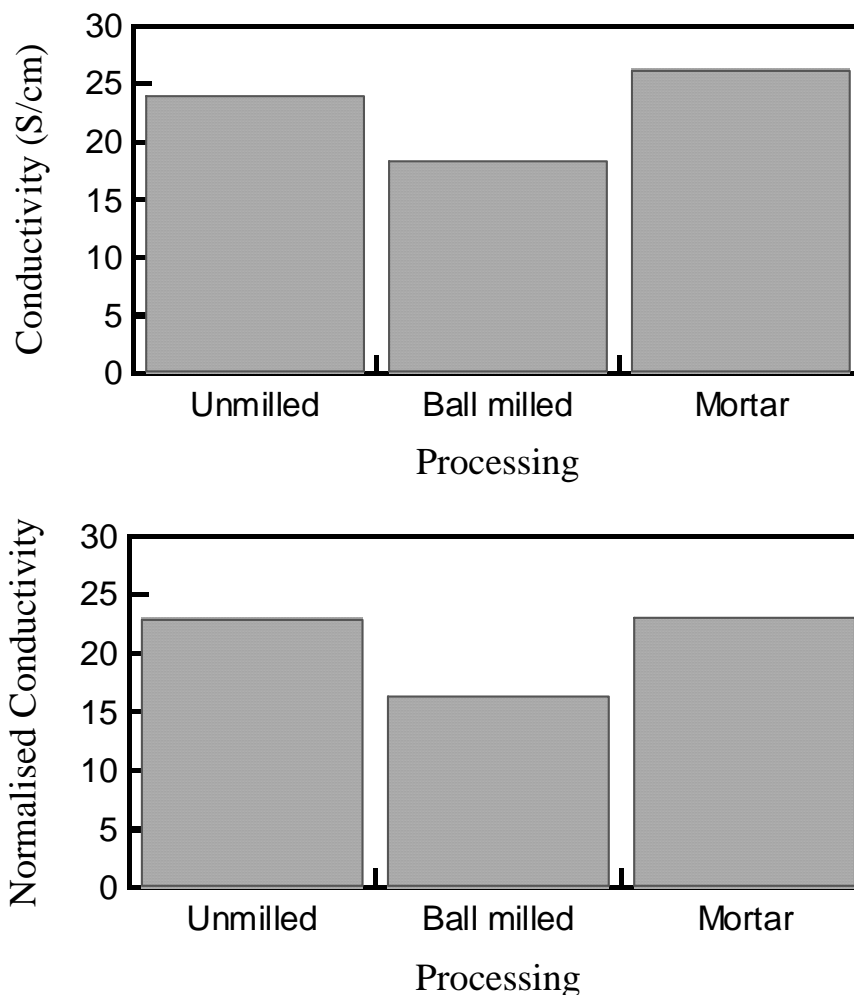 Conductivity (S/cm)
30
25
20
15
10
5
0
Unmilled Ball milled Mortar
Processing
Normalised Conductivity
30
25
20
15
10
5
0
Unmilled Ball milled Mortar
Processing